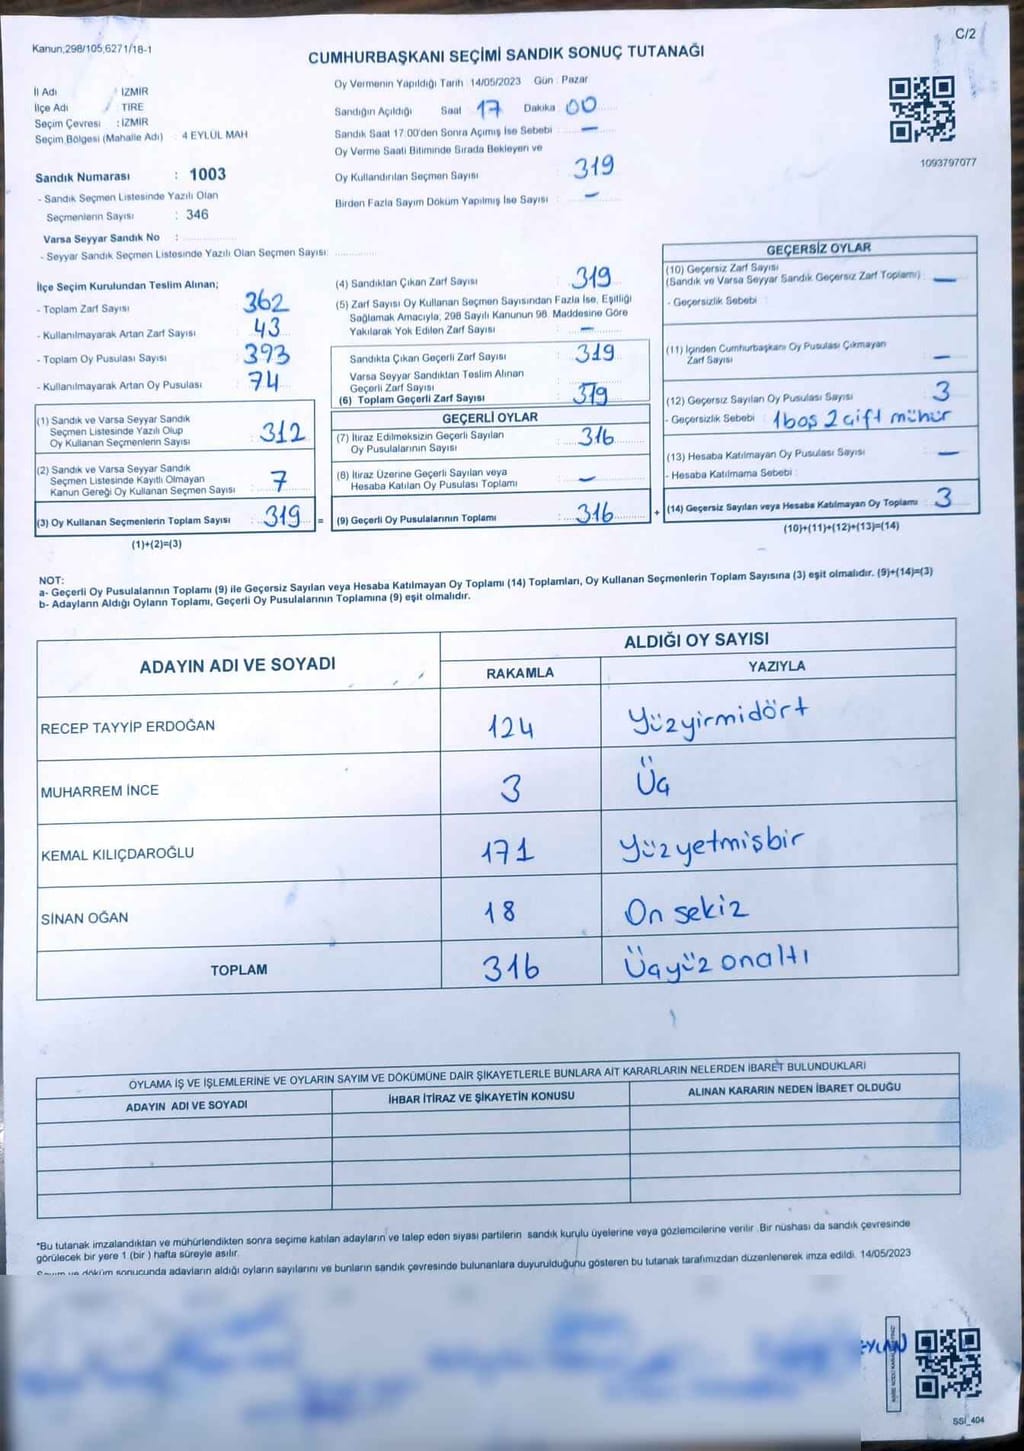 Kanun,298/105,6271/18-1
C/2
CUMHURBAŞKANI SEÇİMİ SANDIK SONUÇ TUTANAĞI
İl Adı : İZMİR
İlçe Adı : TİRE
Seçim Çevresi : İZMİR
Seçim Bölgesi (Mahalle Adı) : 4 EYLÜL MAH
Sandık Numarası : 1003
- Sandık Seçmen Listesinde Yazılı Olan
Seçmenlerin Sayısı : 346
Varsa Seyyar Sandık No :
- Seyyar Sandık Seçmen Listesinde Yazılı Olan Seçmen Sayısı:
Oy Vermenin Yapıldığı Tarih 14/05/2023 Gün : Pazar
Sandığın Açıldığı Saat 17 Dakika 00
Sandık Saat 17:00'den Sonra Açımış İse Sebebi : –
Oy Verme Saati Bitiminde Sırada Bekleyen ve
Oy Kullandırılan Seçmen Sayısı : 319
Birden Fazla Sayım Döküm Yapılmış İse Sayısı : –
1093797077
İlçe Seçim Kurulundan Teslim Alınan;
- Toplam Zarf Sayısı : 362
- Kullanılmayarak Artan Zarf Sayısı : 43
- Toplam Oy Pusulası Sayısı : 393
- Kullanılmayarak Artan Oy Pusulası : 74
(1) Sandık ve Varsa Seyyar Sandık
Seçmen Listesinde Yazılı Olup
Oy Kullanan Seçmenlerin Sayısı : 312
(2) Sandık ve Varsa Seyyar Sandık
Seçmen Listesinde Kayıtlı Olmayan
Kanun Gereği Oy Kullanan Seçmen Sayısı : 7
(3) Oy Kullanan Seçmenlerin Toplam Sayısı : 319 =
(1)+(2)=(3)
(4) Sandıktan Çıkan Zarf Sayısı : 319
(5) Zarf Sayısı Oy Kullanan Seçmen Sayısından Fazla İse, Eşitliği
Sağlamak Amacıyla, 298 Sayılı Kanunun 98. Maddesine Göre
Yakılarak Yok Edilen Zarf Sayısı : –
Sandıkta Çıkan Geçerli Zarf Sayısı : 319
Varsa Seyyar Sandıktan Teslim Alınan
Geçerli Zarf Sayısı :
(6) Toplam Geçerli Zarf Sayısı : 319
GEÇERLİ OYLAR
(7) İtiraz Edilmeksizin Geçerli Sayılan
Oy Pusulalarının Sayısı : 316
(8) İtiraz Üzerine Geçerli Sayılan veya
Hesaba Katılan Oy Pusulası Toplamı : –
(9) Geçerli Oy Pusulalarının Toplamı : 316 +
GEÇERSİZ OYLAR
(10) Geçersiz Zarf Sayısı
(Sandık ve Varsa Seyyar Sandık Geçersiz Zarf Toplamı) –
- Geçersizlik Sebebi :
(11) İçinden Cumhurbaşkanı Oy Pusulası Çıkmayan
Zarf Sayısı –
(12) Geçersiz Sayılan Oy Pusulası Sayısı 3
- Geçersizlik Sebebi : 1 boş 2 çift mühür
(13) Hesaba Katılmayan Oy Pusulası Sayısı –
- Hesaba Katılmama Sebebi :
(14) Geçersiz Sayılan veya Hesaba Katılmayan Oy Toplamı : 3
(10)+(11)+(12)+(13)=(14)
NOT:
a- Geçerli Oy Pusulalarının Toplamı (9) ile Geçersiz Sayılan veya Hesaba Katılmayan Oy Toplamı (14) Toplamları, Oy Kullanan Seçmenlerin Toplam Sayısına (3) eşit olmalıdır. (9)+(14)=(3)
b- Adayların Aldığı Oyların Toplamı, Geçerli Oy Pusulalarının Toplamına (9) eşit olmalıdır.
ADAYIN ADI VE SOYADI
ALDIĞI OY SAYISI
RAKAMLA YAZIYLA
RECEP TAYYİP ERDOĞAN 124 Yüzyirmidört
MUHARREM İNCE 3 Üç
KEMAL KILIÇDAROĞLU 171 Yüzyetmişbir
SİNAN OĞAN 18 On sekiz
TOPLAM 316 Üçyüz onaltı
OYLAMA İŞ VE İŞLEMLERİNE VE OYLARIN SAYIM VE DÖKÜMÜNE DAİR ŞİKAYETLERLE BUNLARA AİT KARARLARIN NELERDEN İBARET BULUNDUKLARI
ADAYIN ADI VE SOYADI İHBAR İTİRAZ VE ŞİKAYETİN KONUSU ALINAN KARARIN NEDEN İBARET OLDUĞU
*Bu tutanak imzalandıktan ve mühürlendikten sonra seçime katılan adayların ve talep eden siyasi partilerin sandık kurulu üyelerine veya gözlemcilerine verilir. Bir nüshası da sandık çevresinde
görülecek bir yere 1 (bir ) hafta süreyle asılır.
Sayım ve döküm sonucunda adayların aldığı oyların sayılarını ve bunların sandık çevresinde bulunanlara duyurulduğunu gösteren bu tutanak tarafımızdan düzenlenerek imza edildi. 14/05/2023
SSİ_404